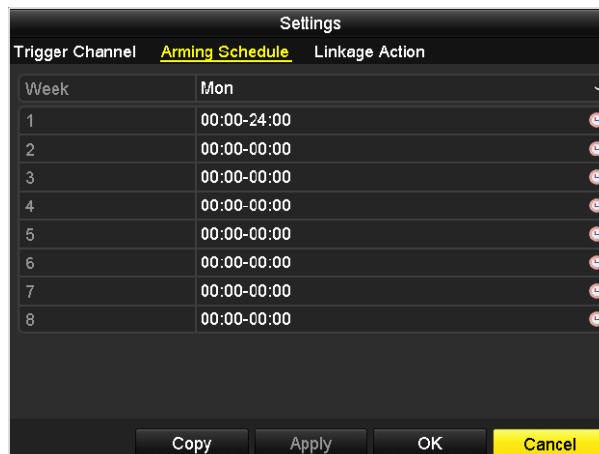 Settings
Trigger Channel Arming Schedule Linkage Action
Week Mon
1 00:00-24:00
2 00:00-00:00
3 00:00-00:00
4 00:00-00:00
5 00:00-00:00
6 00:00-00:00
7 00:00-00:00
8 00:00-00:00
Copy Apply OK Cancel